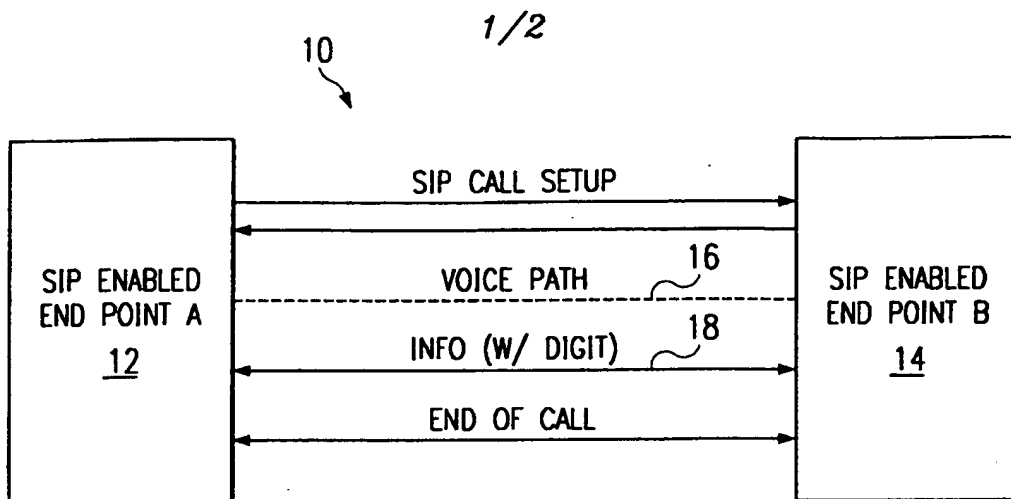 1/2
10
SIP CALL SETUP
SIP ENABLED
END POINT A
12
VOICE PATH
16
INFO (W/ DIGIT)
18
END OF CALL
SIP ENABLED
END POINT B
14